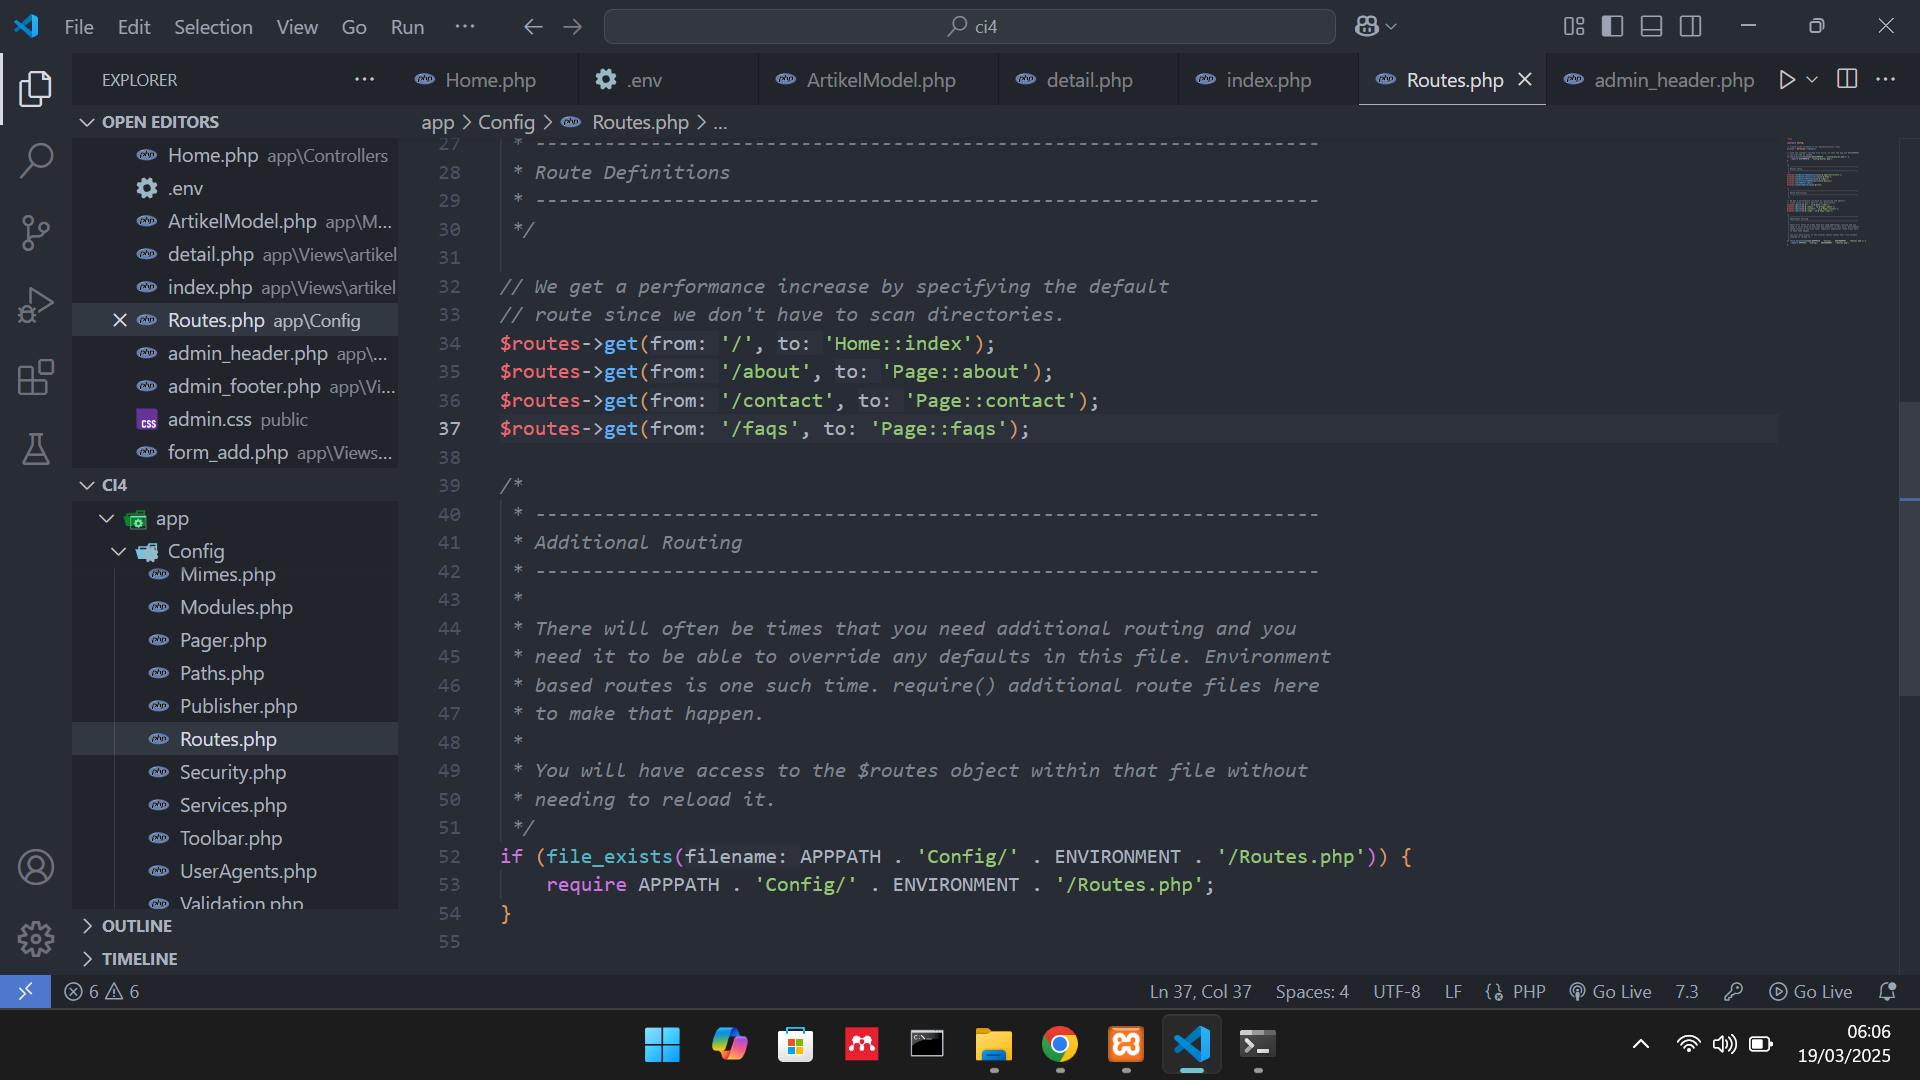 File Edit Selection View Go Run ···
ci4
EXPLORER
Home.php
.env
ArtikelModel.php
detail.php
index.php
Routes.php
admin_header.php
OPEN EDITORS
Home.php app\Controllers
.env
ArtikelModel.php app\M...
detail.php app\Views\artikel
index.php app\Views\artikel
Routes.php app\Config
admin_header.php app\...
admin_footer.php app\Vi...
admin.css public
form_add.php app\Views...
CI4
app
Config
Mimes.php
Modules.php
Pager.php
Paths.php
Publisher.php
Routes.php
Security.php
Services.php
Toolbar.php
UserAgents.php
Validation.php
OUTLINE
TIMELINE
app > Config > Routes.php > ...
27 * --------------------------------------------------------------------
28 * Route Definitions
29 * --------------------------------------------------------------------
30 */
31
32 // We get a performance increase by specifying the default
33 // route since we don't have to scan directories.
34 $routes->get(from: '/', to: 'Home::index');
35 $routes->get(from: '/about', to: 'Page::about');
36 $routes->get(from: '/contact', to: 'Page::contact');
37 $routes->get(from: '/faqs', to: 'Page::faqs');
38
39 /*
40 * --------------------------------------------------------------------
41 * Additional Routing
42 * --------------------------------------------------------------------
43 *
44 * There will often be times that you need additional routing and you
45 * need it to be able to override any defaults in this file. Environment
46 * based routes is one such time. require() additional route files here
47 * to make that happen.
48 *
49 * You will have access to the $routes object within that file without
50 * needing to reload it.
51 */
52 if (file_exists(filename: APPPATH . 'Config/' . ENVIRONMENT . '/Routes.php')) {
53 require APPPATH . 'Config/' . ENVIRONMENT . '/Routes.php';
54 }
55
6 6
Ln 37, Col 37 Spaces: 4 UTF-8 LF PHP Go Live 7.3 Go Live
06:06
19/03/2025